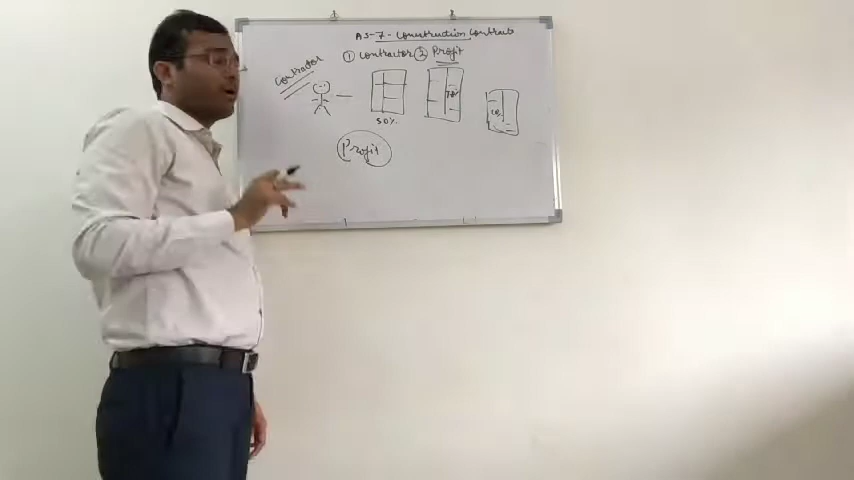 AS-7- Construction Contracts
① Contractor ② Profit
Contractor
50%
Profit